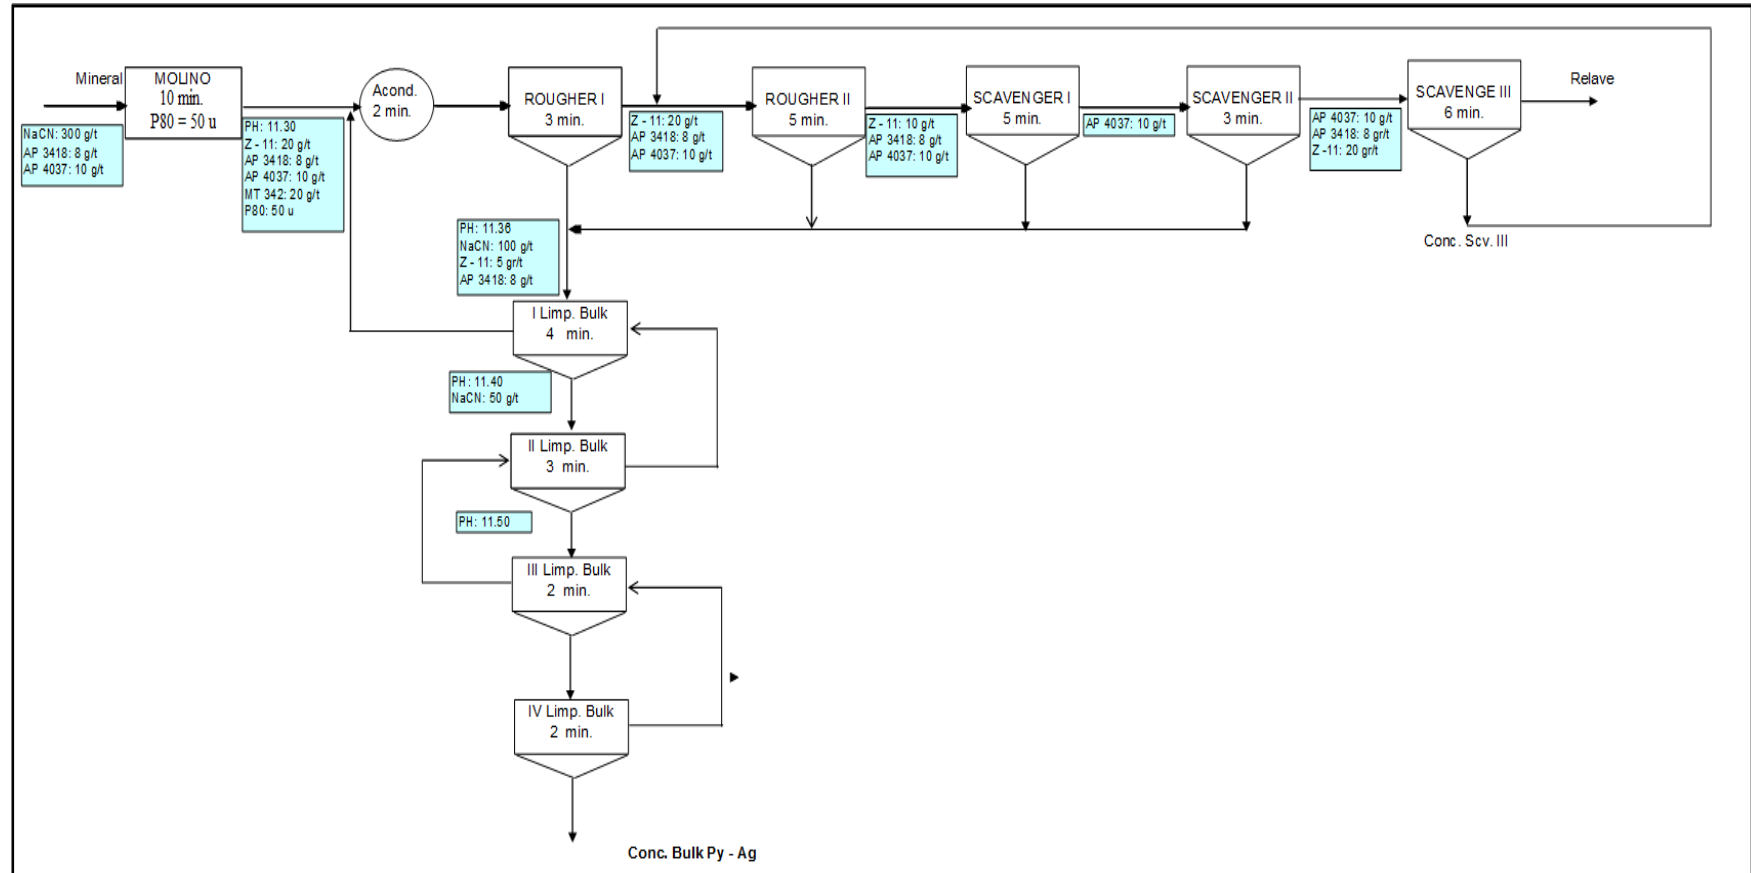 Mineral
MOLINO
10 min.
P80 = 50 u
NaCN: 300 g/t
AP 3418: 8 g/t
AP 4037: 10 g/t
PH: 11.30
Z - 11: 20 g/t
AP 3418: 8 g/t
AP 4037: 10 g/t
MT 342: 20 g/t
P80: 50 u
Acond.
2 min.
ROUGHER I
3 min.
Z - 11: 20 g/t
AP 3418: 8 g/t
AP 4037: 10 g/t
ROUGHER II
5 min.
Z - 11: 10 g/t
AP 3418: 8 g/t
AP 4037: 10 g/t
SCAVENGER I
5 min.
AP 4037: 10 g/t
SCAVENGER II
3 min.
AP 4037: 10 g/t
AP 3418: 8 gr/t
Z -11: 20 gr/t
SCAVENGE III
6 min.
Relave
Conc. Scv. III
PH: 11.36
NaCN: 100 g/t
Z - 11: 5 gr/t
AP 3418: 8 g/t
I Limp. Bulk
4 min.
PH: 11.40
NaCN: 50 g/t
II Limp. Bulk
3 min.
PH: 11.50
III Limp. Bulk
2 min.
IV Limp. Bulk
2 min.
Conc. Bulk Py - Ag